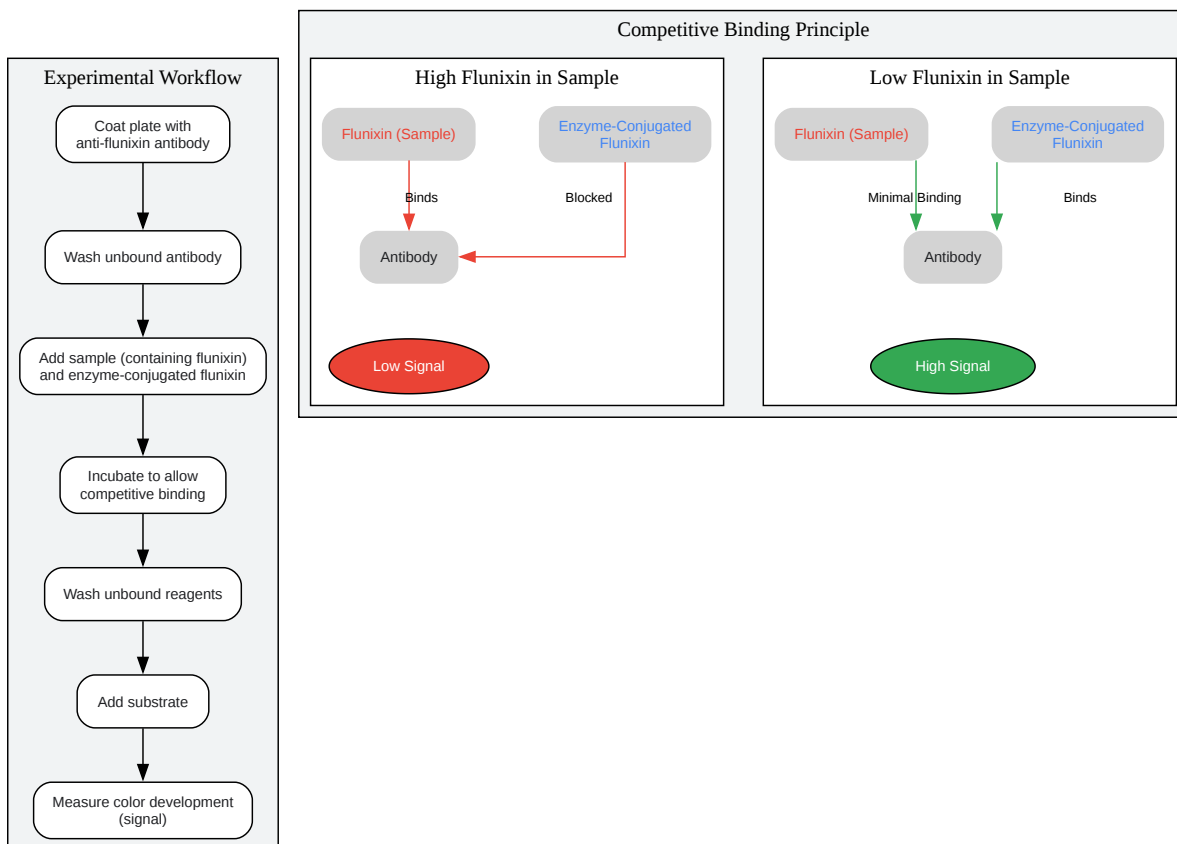 Experimental Workflow
Coat plate with
anti-flunixin antibody
Wash unbound antibody
Add sample (containing flunixin)
and enzyme-conjugated flunixin
Incubate to allow
competitive binding
Wash unbound reagents
Add substrate
Measure color development
(signal)
Competitive Binding Principle
High Flunixin in Sample
Flunixin (Sample)
Enzyme-Conjugated
Flunixin
Binds
Blocked
Antibody
Low Signal
Low Flunixin in Sample
Flunixin (Sample)
Enzyme-Conjugated
Flunixin
Minimal Binding
Binds
Antibody
High Signal